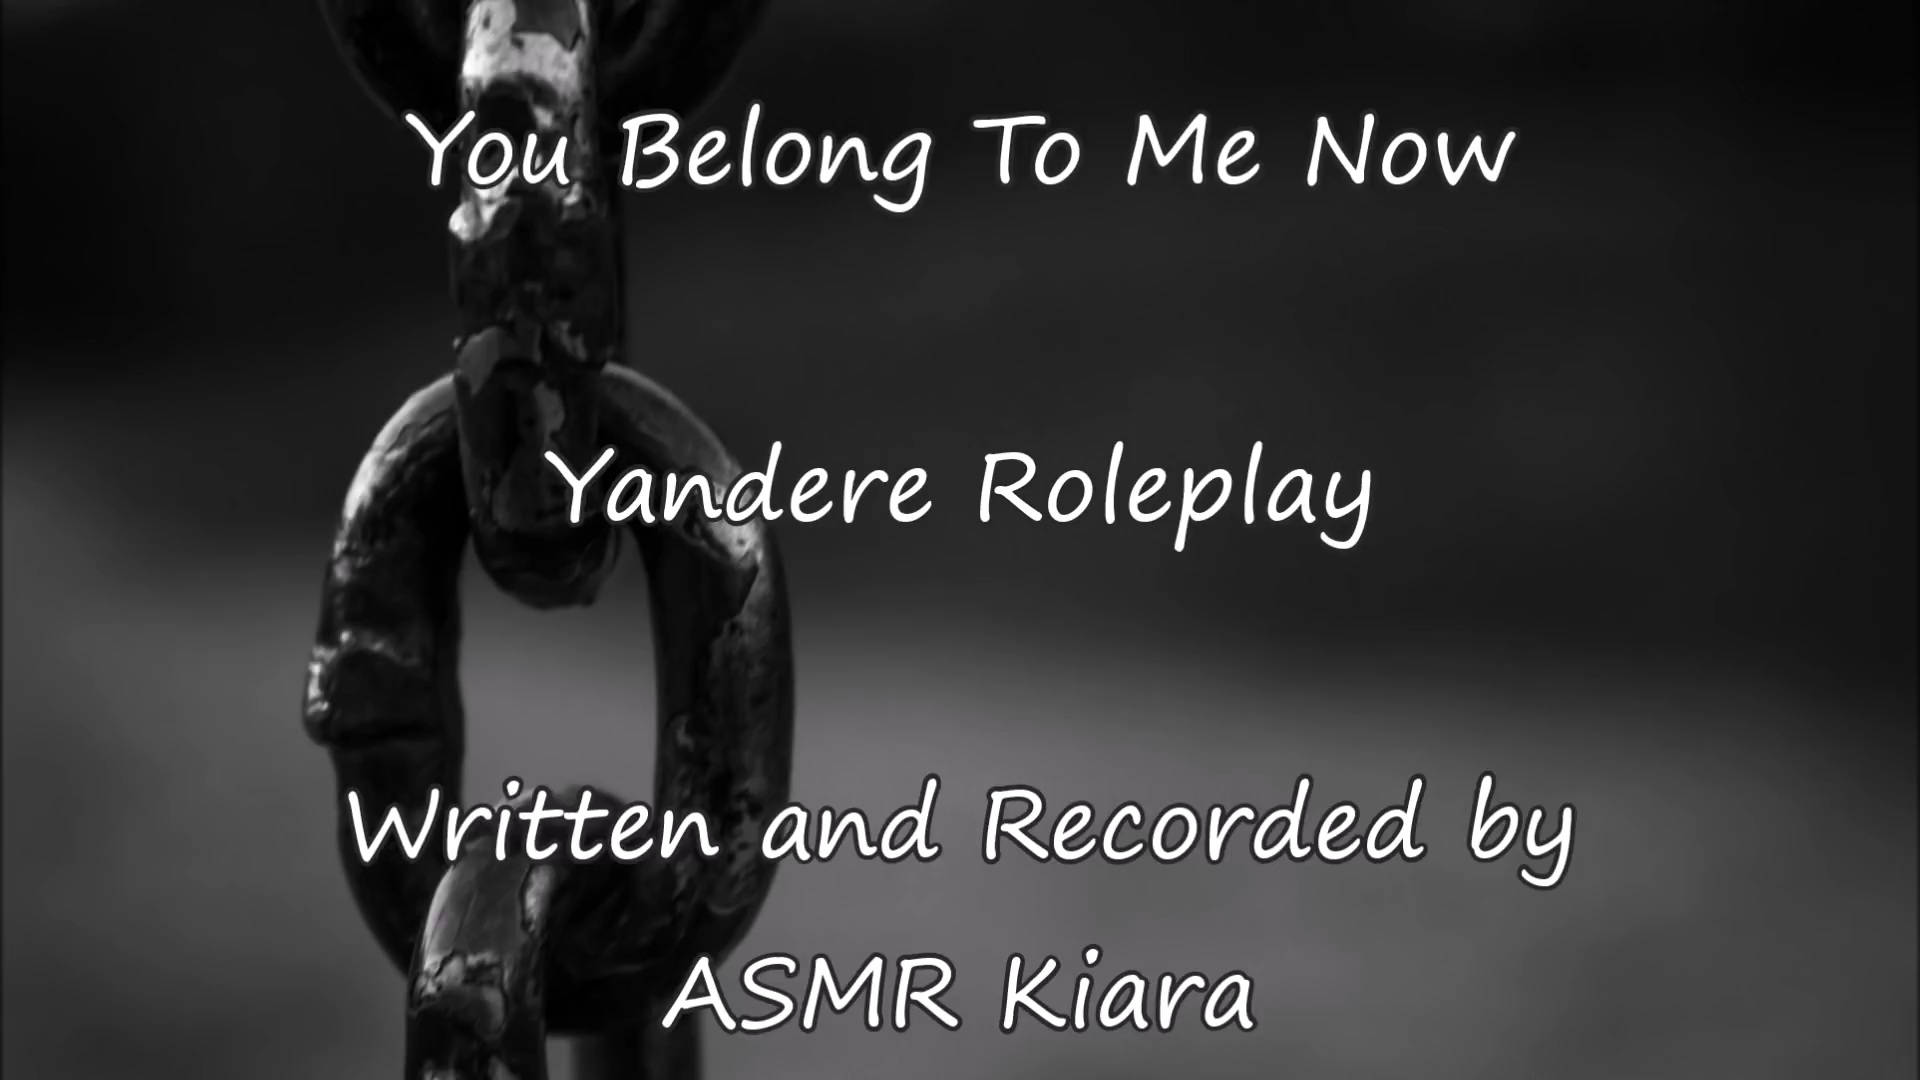 You Belong To Me Now
Yandere Roleplay
Written and Recorded by
ASMR Kiara